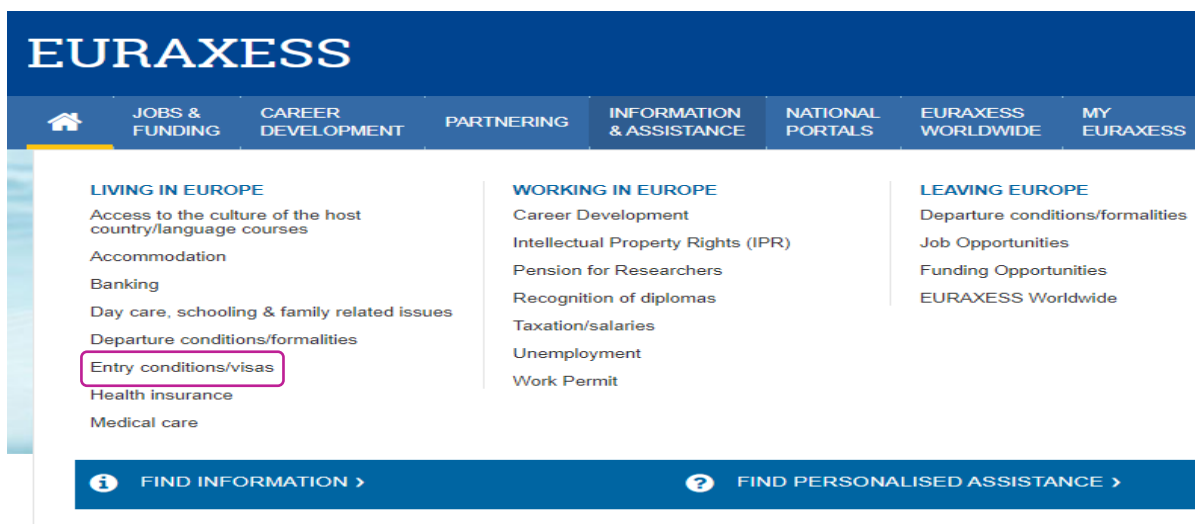 EURAXESS
JOBS &
FUNDING
CAREER
DEVELOPMENT
PARTNERING
INFORMATION
& ASSISTANCE
NATIONAL
PORTALS
EURAXESS
WORLDWIDE
MY
EURAXESS
LIVING IN EUROPE
Access to the culture of the host
country/language courses
Accommodation
Banking
Day care, schooling & family related issues
Departure conditions/formalities
Entry conditions/visas
Health insurance
Medical care
WORKING IN EUROPE
Career Development
Intellectual Property Rights (IPR)
Pension for Researchers
Recognition of diplomas
Taxation/salaries
Unemployment
Work Permit
LEAVING EUROPE
Departure conditions/formalities
Job Opportunities
Funding Opportunities
EURAXESS Worldwide
FIND INFORMATION >
FIND PERSONALISED ASSISTANCE >